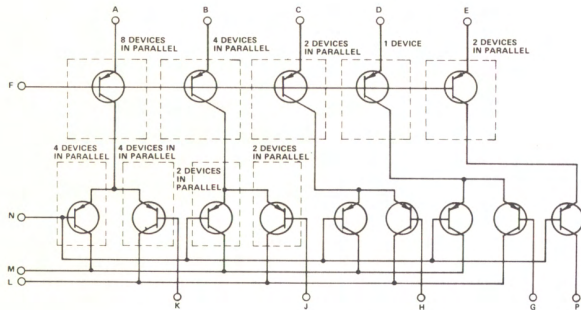 A
B
C
D
E
8 DEVICES
IN PARALLEL
4 DEVICES
IN PARALLEL
2 DEVICES
IN PARALLEL
1 DEVICE
2 DEVICES
IN PARALLEL
F
4 DEVICES
IN PARALLEL
4 DEVICES IN
IN PARALLEL
2 DEVICES
IN
PARALLEL
2 DEVICES
IN PARALLEL
N
M
L
K
J
H
G
P